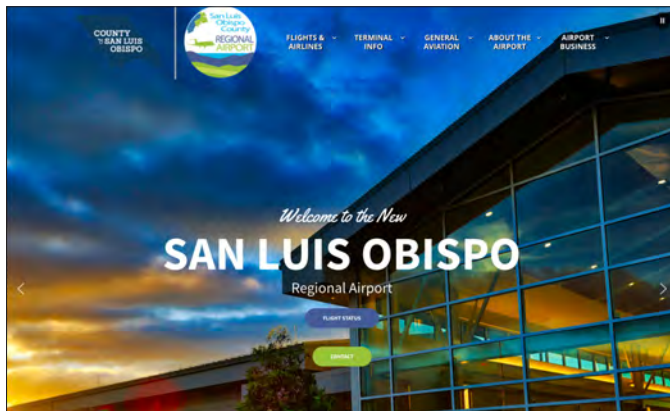 COUNTY
OF SAN LUIS
OBISPO
San Luis
Obispo
County
REGIONAL
AIRPORT
FLIGHTS &
AIRLINES
TERMINAL
INFO
GENERAL
AVIATION
ABOUT THE
AIRPORT
AIRPORT
BUSINESS
Welcome to the New
SAN LUIS OBISPO
Regional Airport
FLIGHT STATUS
CONTACT